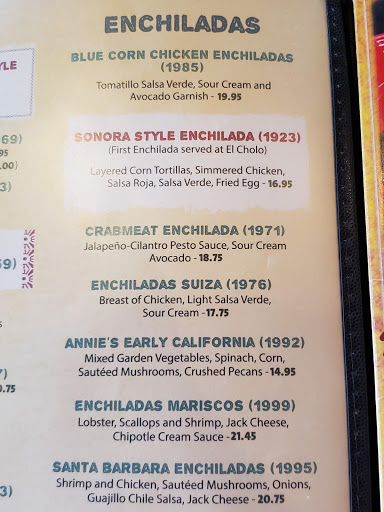 ENCHILADAS
BLUE CORN CHICKEN ENCHILADAS
(1985)
Tomatillo Salsa Verde, Sour Cream and
Avocado Garnish - 19.95
SONORA STYLE ENCHILADA (1923)
(First Enchilada served at El Cholo)
Layered Corn Tortillas, Simmered Chicken,
Salsa Roja, Salsa Verde, Fried Egg - 16.95
CRABMEAT ENCHILADA (1971)
Jalapeño-Cilantro Pesto Sauce, Sour Cream
Avocado - 18.75
ENCHILADAS SUIZA (1976)
Breast of Chicken, Light Salsa Verde,
Sour Cream - 17.75
ANNIE'S EARLY CALIFORNIA (1992)
Mixed Garden Vegetables, Spinach, Corn,
Sautéed Mushrooms, Crushed Pecans - 14.95
ENCHILADAS MARISCOS (1999)
Lobster, Scallops and Shrimp, Jack Cheese,
Chipotle Cream Sauce - 21.45
SANTA BARBARA ENCHILADAS (1995)
Shrimp and Chicken, Sautéed Mushrooms, Onions,
Guajillo Chile Salsa, Jack Cheese - 20.75